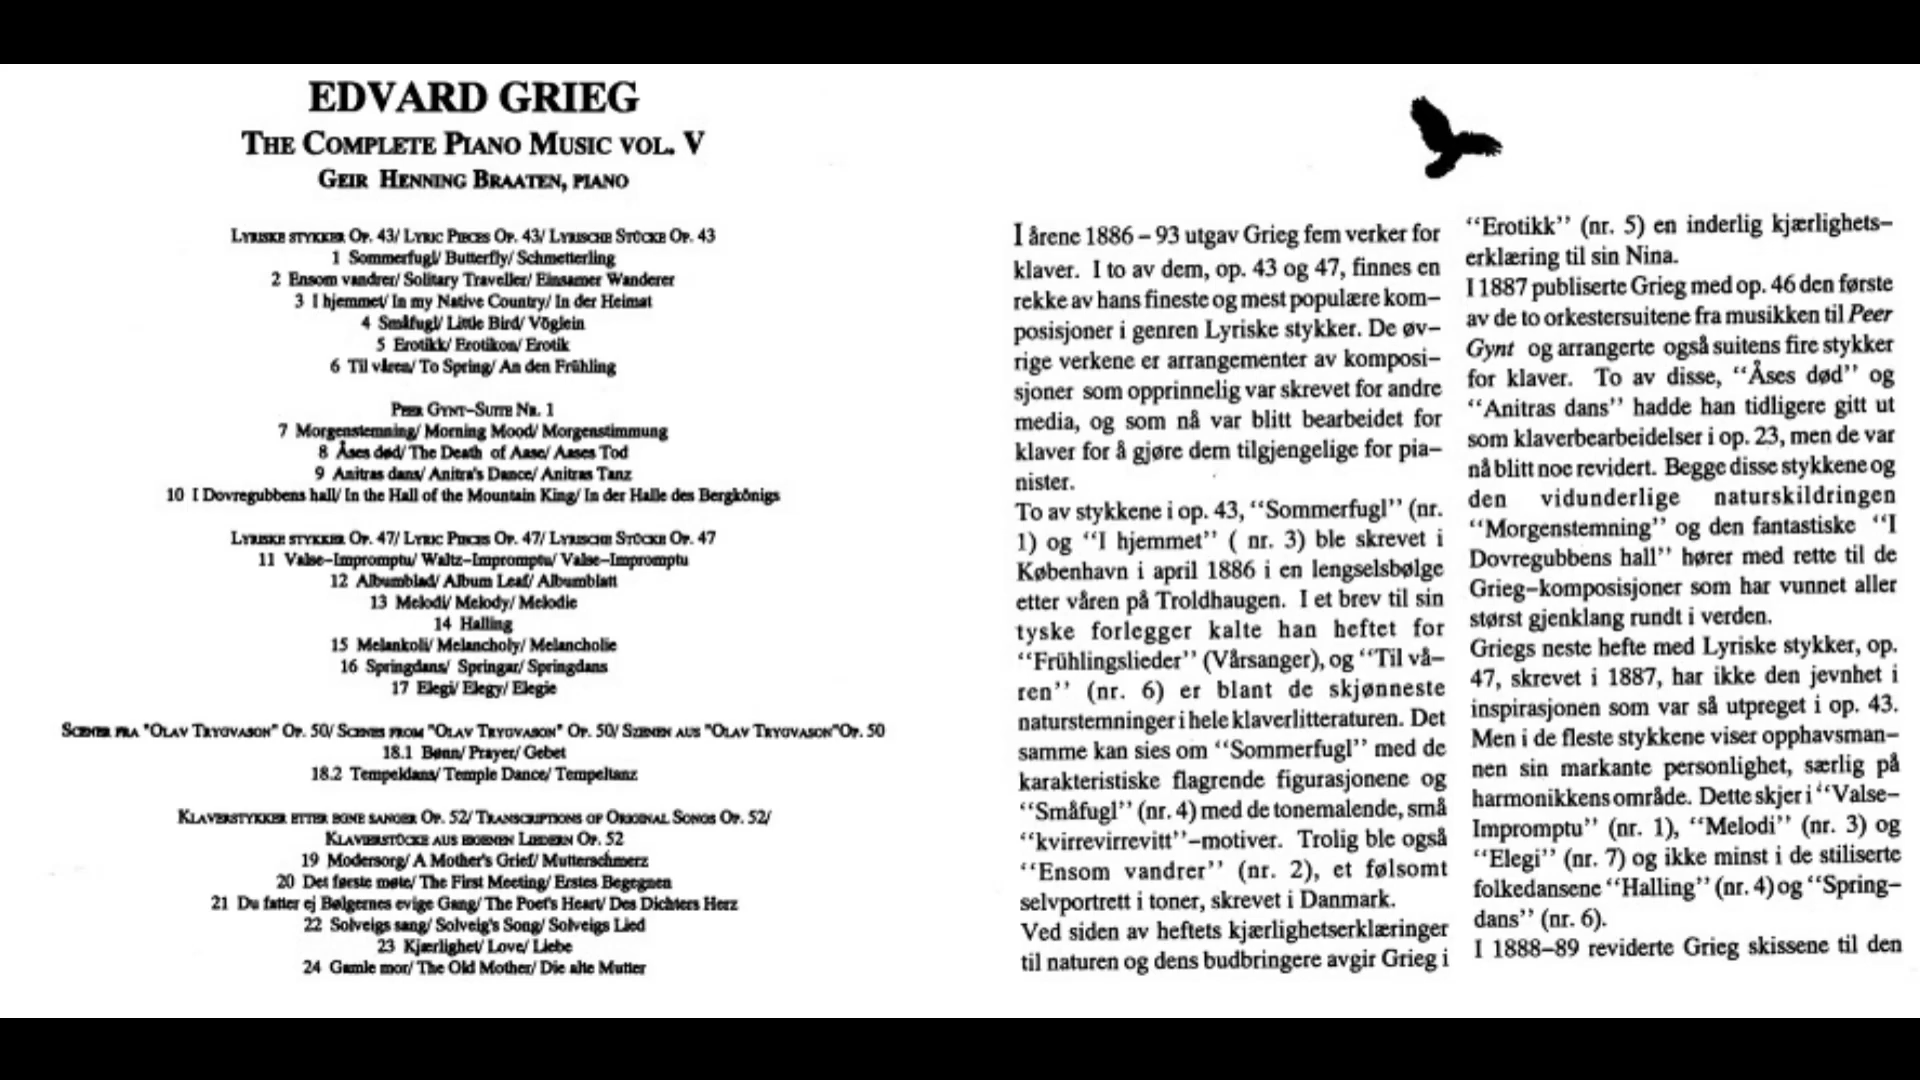 EDVARD GRIEG
THE COMPLETE PIANO MUSIC VOL. V
GEIR HENNING BRAATEN, PIANO
LYRISKE STYKKER OP. 43/ LYRIC PIECES OP. 43/ LYRISCHE STÜCKE OP. 43
1 Sommerfugl/ Butterfly/ Schmetterling
2 Ensom vandrer/ Solitary Traveller/ Einsamer Wanderer
3 I hjemmet/ In my Native Country/ In der Heimat
4 Småfugl/ Little Bird/ Vöglein
5 Erotikk/ Erotikon/ Erotik
6 Til våren/ To Spring/ An den Frühling
PEER GYNT-SUITE NR. 1
7 Morgenstemning/ Morning Mood/ Morgenstimmung
8 Åses død/ The Death of Aase/ Aases Tod
9 Anitras dans/ Anitra's Dance/ Anitras Tanz
10 I Dovregubbens hall/ In the Hall of the Mountain King/ In der Halle des Bergkönigs
LYRISKE STYKKER OP. 47/ LYRIC PIECES OP. 47/ LYRISCHE STÜCKE OP. 47
11 Valse-Impromptu/ Waltz-Impromptu/ Valse-Impromptu
12 Albumblad/ Album Leaf/ Albumblatt
13 Melodi/ Melody/ Melodie
14 Halling
15 Melankoli/ Melancholy/ Melancholie
16 Springdans/ Springar/ Springdans
17 Elegi/ Elegy/ Elegie
SCENER FRA "OLAV TRYGVASON" OP. 50/ SCENES FROM "OLAV TRYGVASON" OP. 50/ SZENEN AUS "OLAV TRYGVASON"OP. 50
18.1 Bønn/ Prayer/ Gebet
18.2 Tempeldans/ Temple Dance/ Tempeltanz
KLAVERSTYKKER ETTER EGNE SANGER OP. 52/ TRANSCRIPTIONS OF ORIGINAL SONGS OP. 52/
KLAVIERSTÜCKE AUS EIGENEN LIEDERN OP. 52
19 Modersorg/ A Mother's Grief/ Mutterschmerz
20 Det første møte/ The First Meeting/ Erstes Begegnen
21 Du fatter ej Bølgernes evige Gang/ The Poet's Heart/ Des Dichters Herz
22 Solveigs sang/ Solveig's Song/ Solveigs Lied
23 Kjærlighet/ Love/ Liebe
24 Gamle mor/ The Old Mother/ Die alte Mutter
I årene 1886 – 93 utgav Grieg fem verker for
klaver. I to av dem, op. 43 og 47, finnes en
rekke av hans fineste og mest populære kom-
posisjoner i genren Lyriske stykker. De øv-
rige verkene er arrangementer av komposi-
sjoner som opprinnelig var skrevet for andre
media, og som nå var blitt bearbeidet for
klaver for å gjøre dem tilgjengelige for pia-
nister.
To av stykkene i op. 43, “Sommerfugl” (nr.
1) og “I hjemmet” ( nr. 3) ble skrevet i
København i april 1886 i en lengselsbølge
etter våren på Troldhaugen. I et brev til sin
tyske forlegger kalte han heftet for
“Frühlingslieder” (Vårsanger), og “Til vå-
ren” (nr. 6) er blant de skjønneste
naturstemninger i hele klaverlitteraturen. Det
samme kan sies om “Sommerfugl” med de
karakteristiske flagrende figurasjonene og
“Småfugl” (nr. 4) med de tonemalende, små
“kvirrevirrevitt”-motiver. Trolig ble også
“Ensom vandrer” (nr. 2), et følsomt
selvportrett i toner, skrevet i Danmark.
Ved siden av heftets kjærlighetserklæringer
til naturen og dens budbringere avgir Grieg i
“Erotikk” (nr. 5) en inderlig kjærlighets-
erklæring til sin Nina.
I 1887 publiserte Grieg med op. 46 den første
av de to orkestersuitene fra musikken til Peer
Gynt og arrangerte også suitens fire stykker
for klaver. To av disse, “Åses død” og
“Anitras dans” hadde han tidligere gitt ut
som klaverbearbeidelser i op. 23, men de var
nå blitt noe revidert. Begge disse stykkene og
den vidunderlige naturskildringen
“Morgenstemning” og den fantastiske “I
Dovregubbens hall” hører med rette til de
Grieg-komposisjoner som har vunnet aller
størst gjenklang rundt i verden.
Griegs neste hefte med Lyriske stykker, op.
47, skrevet i 1887, har ikke den jevnhet i
inspirasjonen som var så utpreget i op. 43.
Men i de fleste stykkene viser opphavsman-
nen sin markante personlighet, særlig på
harmonikkens område. Dette skjer i “Valse-
Impromptu” (nr. 1), “Melodi” (nr. 3) og
“Elegi” (nr. 7) og ikke minst i de stiliserte
folkedansene “Halling” (nr. 4) og “Spring-
dans” (nr. 6).
I 1888-89 reviderte Grieg skissene til den